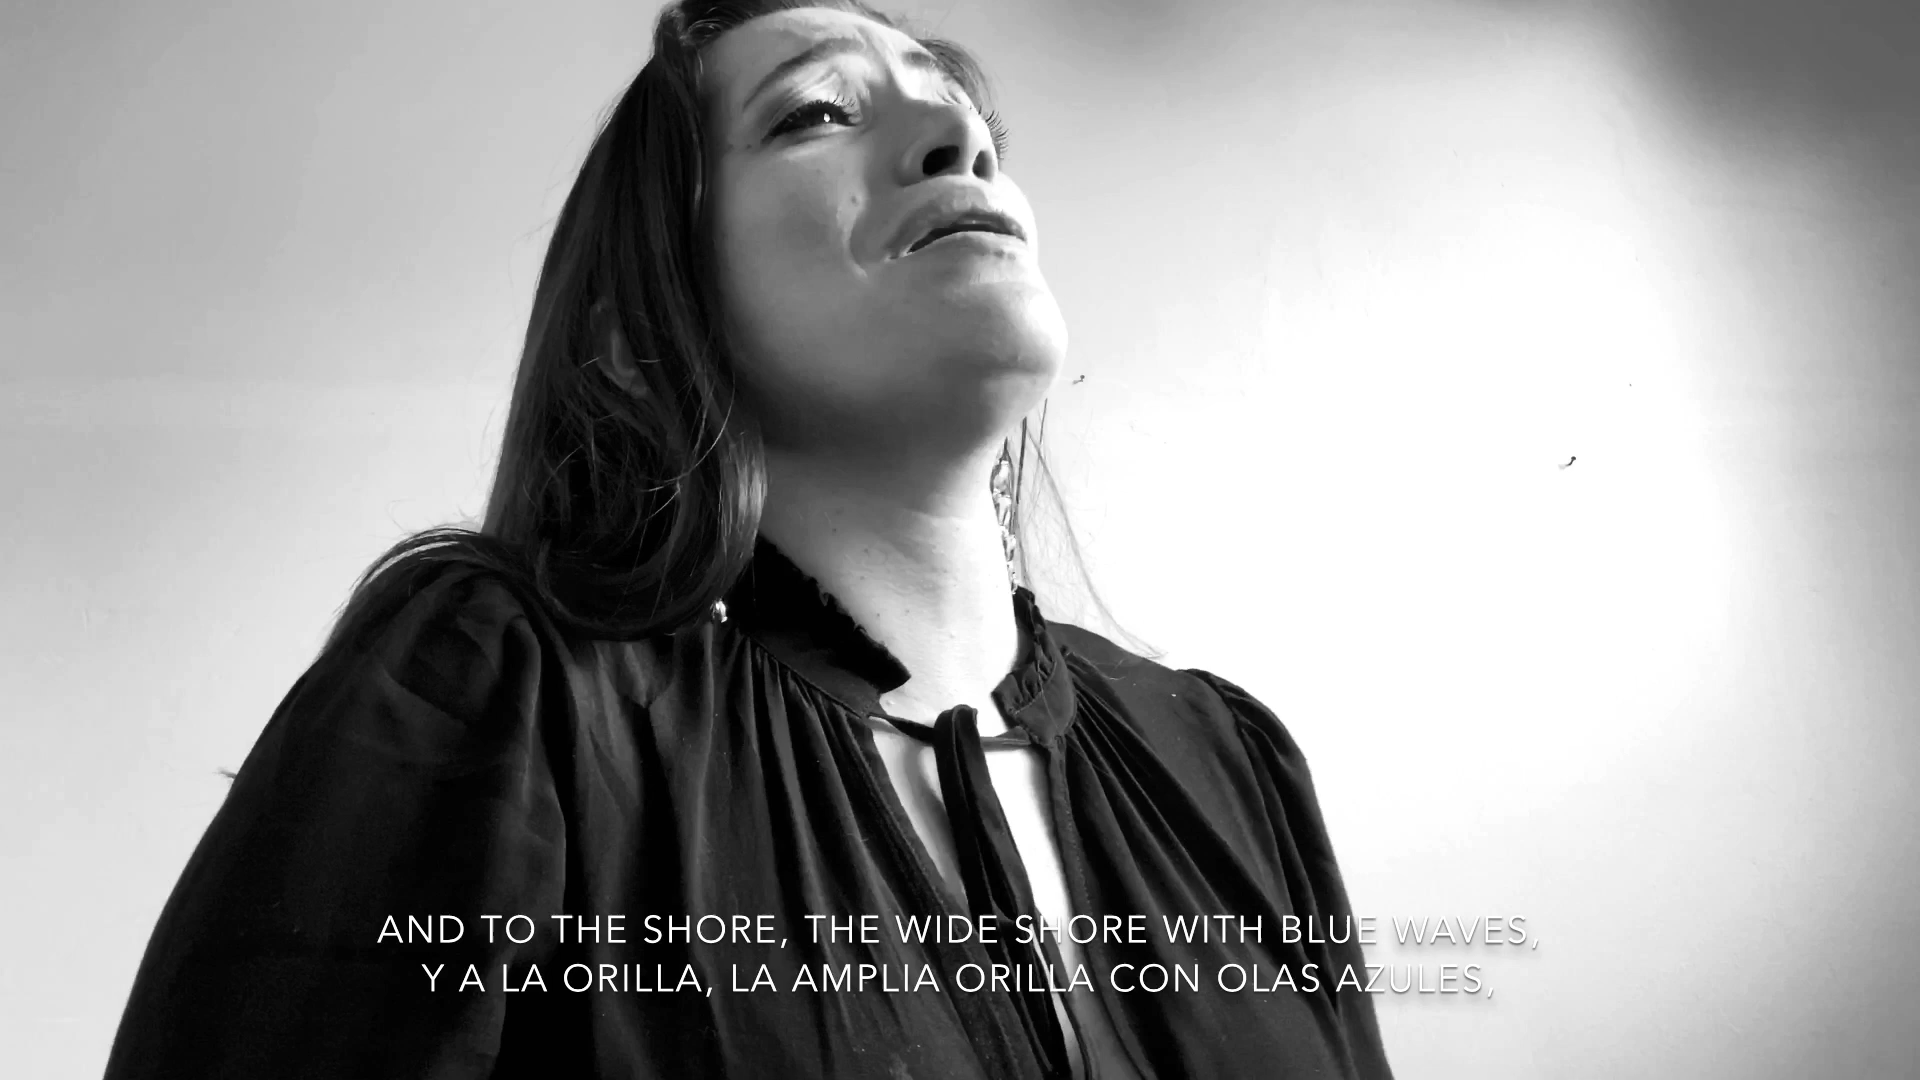 AND TO THE SHORE, THE WIDE SHORE WITH BLUE WAVES,
Y A LA ORILLA, LA AMPLIA ORILLA CON OLAS AZULES,